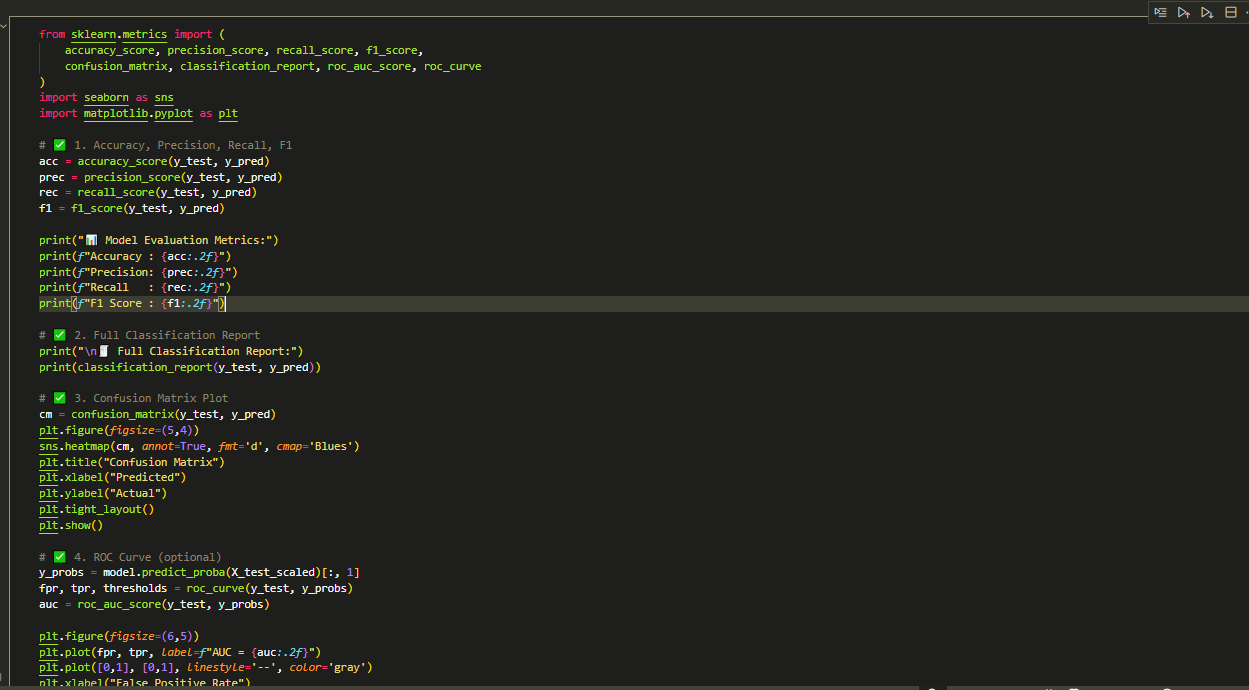 from sklearn.metrics import (
    accuracy_score, precision_score, recall_score, f1_score,
    confusion_matrix, classification_report, roc_auc_score, roc_curve
)
import seaborn as sns
import matplotlib.pyplot as plt
# ✅ 1. Accuracy, Precision, Recall, F1
acc = accuracy_score(y_test, y_pred)
prec = precision_score(y_test, y_pred)
rec = recall_score(y_test, y_pred)
f1 = f1_score(y_test, y_pred)
print("📊 Model Evaluation Metrics:")
print(f"Accuracy : {acc:.2f}")
print(f"Precision: {prec:.2f}")
print(f"Recall   : {rec:.2f}")
print(f"F1 Score : {f1:.2f}")
# ✅ 2. Full Classification Report
print("\n🧾 Full Classification Report:")
print(classification_report(y_test, y_pred))
# ✅ 3. Confusion Matrix Plot
cm = confusion_matrix(y_test, y_pred)
plt.figure(figsize=(5,4))
sns.heatmap(cm, annot=True, fmt='d', cmap='Blues')
plt.title("Confusion Matrix")
plt.xlabel("Predicted")
plt.ylabel("Actual")
plt.tight_layout()
plt.show()
# ✅ 4. ROC Curve (optional)
y_probs = model.predict_proba(X_test_scaled)[:, 1]
fpr, tpr, thresholds = roc_curve(y_test, y_probs)
auc = roc_auc_score(y_test, y_probs)
plt.figure(figsize=(6,5))
plt.plot(fpr, tpr, label=f"AUC = {auc:.2f}")
plt.plot([0,1], [0,1], linestyle='--', color='gray')
plt.xlabel("False Positive Rate")